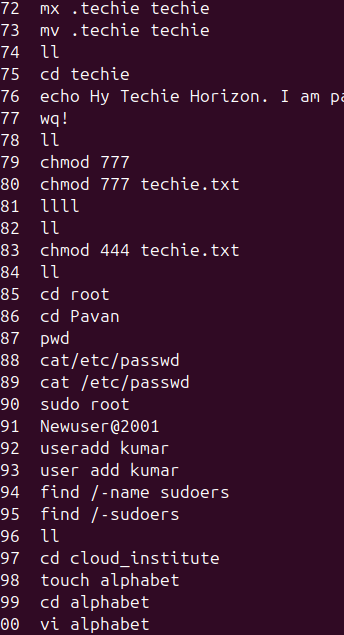 72 mx .techie techie
73 mv .techie techie
74 ll
75 cd techie
76 echo Hy Techie Horizon. I am
77 wq!
78 ll
79 chmod 777
80 chmod 777 techie.txt
81 llll
82 ll
83 chmod 444 techie.txt
84 ll
85 cd root
86 cd Pavan
87 pwd
88 cat/etc/passwd
89 cat /etc/passwd
90 sudo root
91 Newuser@2001
92 useradd kumar
93 user add kumar
94 find /-name sudoers
95 find /-sudoers
96 ll
97 cd cloud_institute
98 touch alphabet
99 cd alphabet
00 vi alphabet